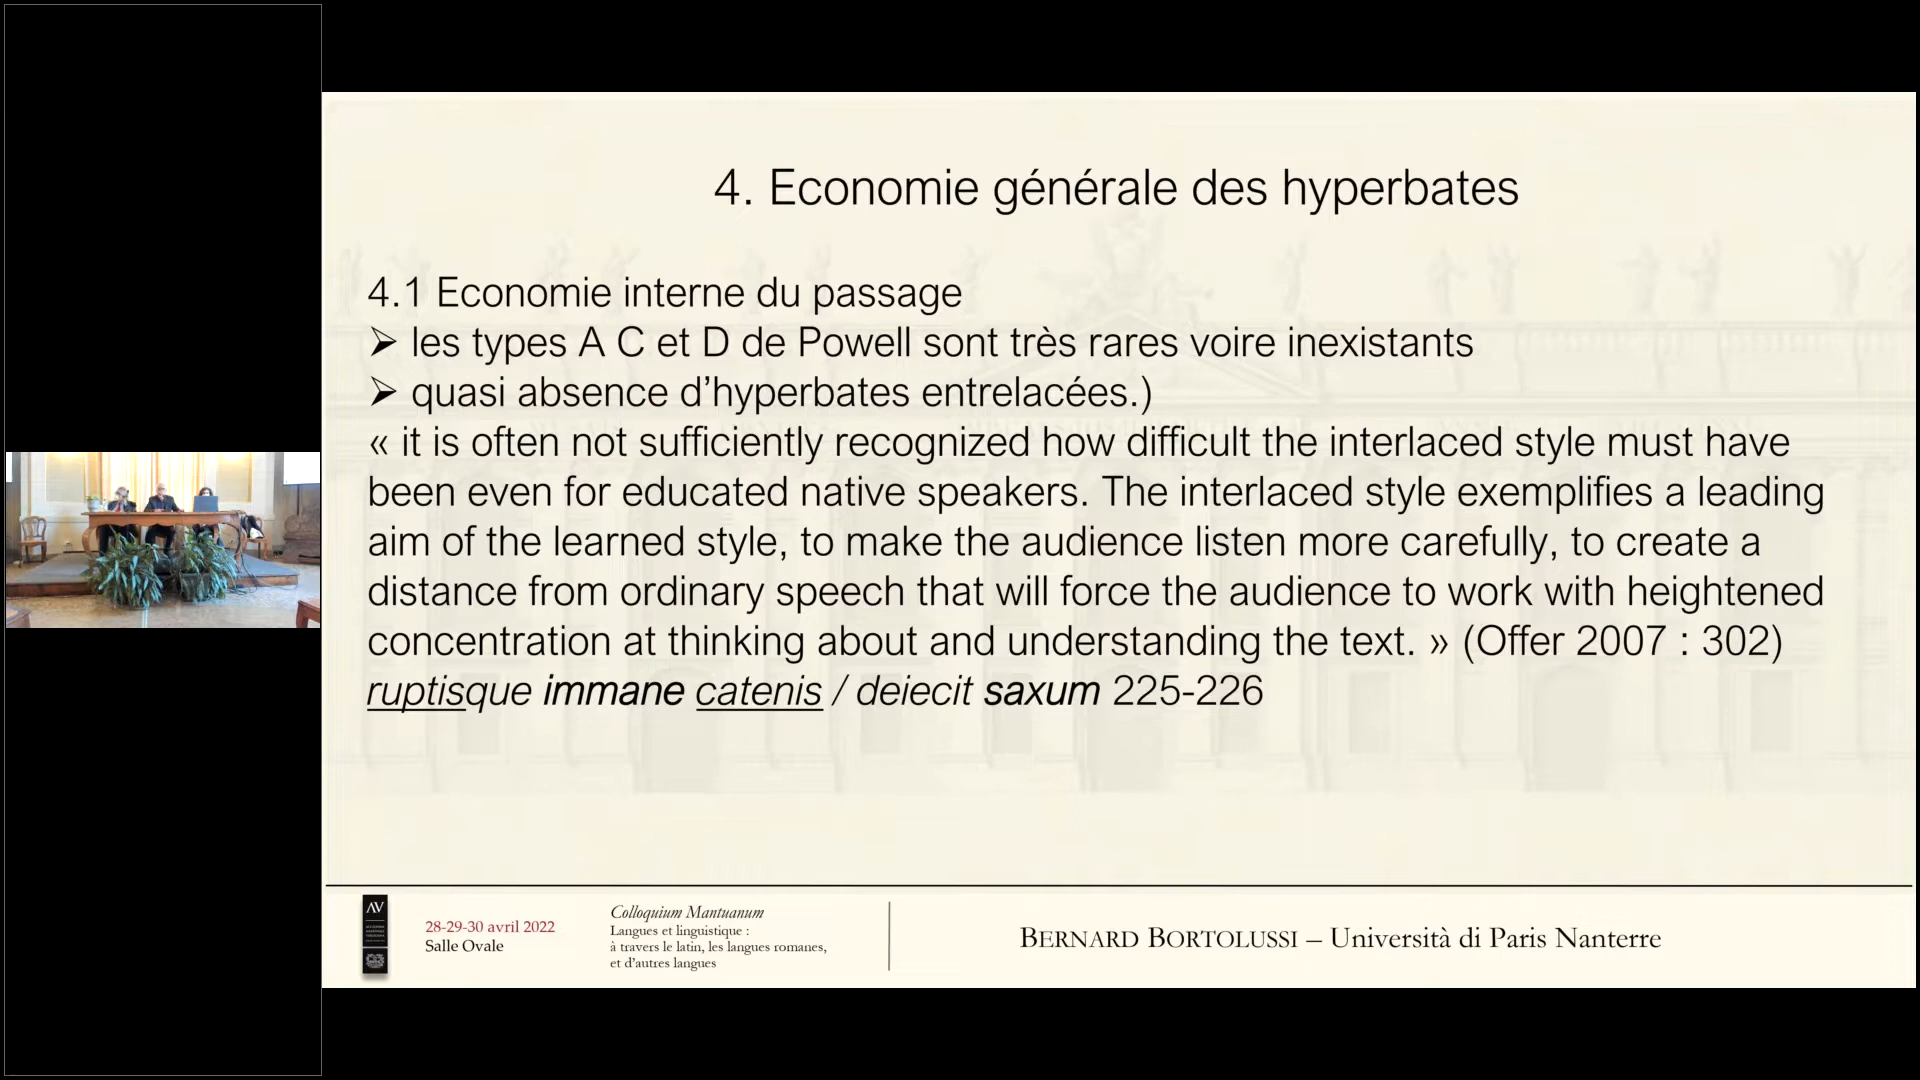 4. Economie générale des hyperbates
4.1 Economie interne du passage
➢ les types A C et D de Powell sont très rares voire inexistants
➢ quasi absence d’hyperbates entrelacées.)
« it is often not sufficiently recognized how difficult the interlaced style must have
been even for educated native speakers. The interlaced style exemplifies a leading
aim of the learned style, to make the audience listen more carefully, to create a
distance from ordinary speech that will force the audience to work with heightened
concentration at thinking about and understanding the text. » (Offer 2007 : 302)
ruptisque immane catenis / deiecit saxum 225-226
AV
28-29-30 avril 2022
Salle Ovale
Colloquium Mantuanum
Langues et linguistique :
à travers le latin, les langues romanes,
et d’autres langues
BERNARD BORTOLUSSI – Università di Paris Nanterre